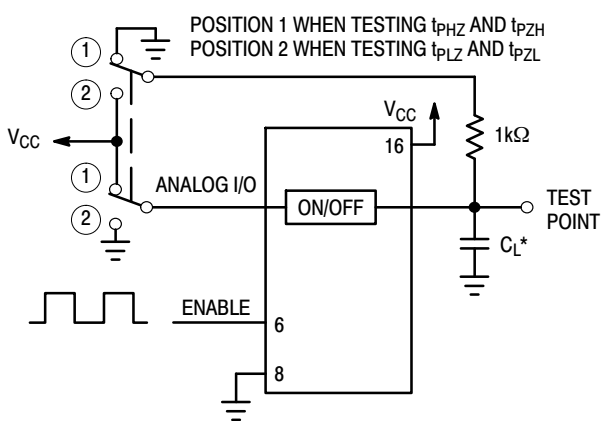 POSITION 1 WHEN TESTING tPHZ AND tPZH
POSITION 2 WHEN TESTING tPLZ AND tPZL
1
2
VCC
1
2
ANALOG I/O
ON/OFF
VCC
16
1kΩ
TEST
POINT
CL*
ENABLE
6
8